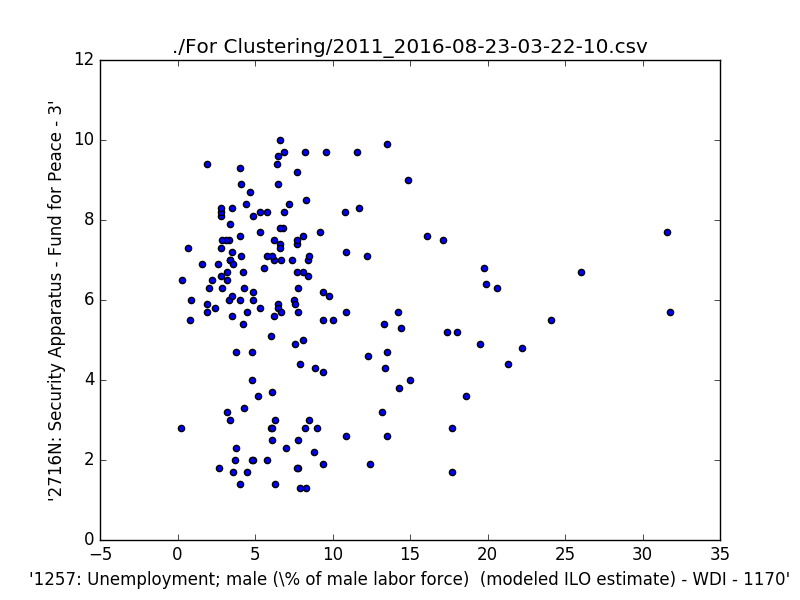 ./For Clustering/2011_2016-08-23-03-22-10.csv
12
10
8
6
4
2
0
'2716N: Security Apparatus - Fund for Peace - 3'
−5 0 5 10 15 20 25 30 35
'1257: Unemployment; male (\% of male labor force)  (modeled ILO estimate) - WDI - 1170'